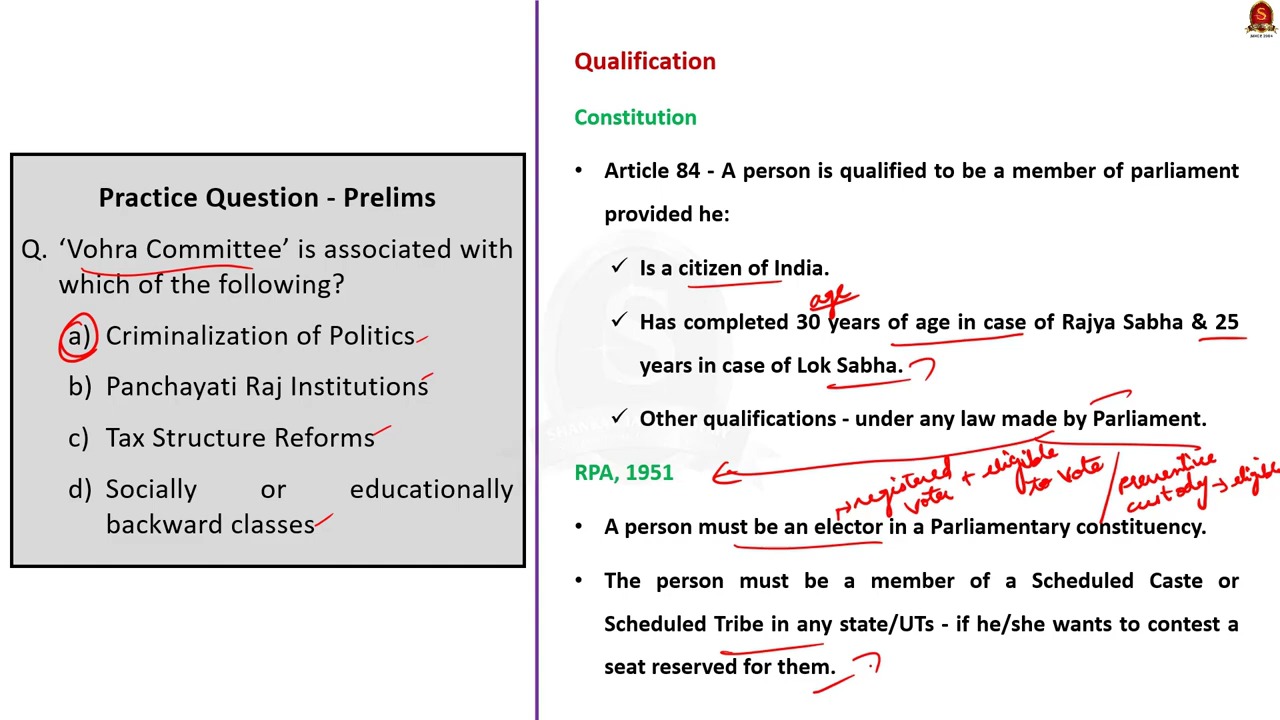 Practice Question - Prelims
Q. ‘Vohra Committee’ is associated with
which of the following?
a) Criminalization of Politics
b) Panchayati Raj Institutions
c) Tax Structure Reforms
d) Socially or educationally
backward classes
S
SINCE 2004
Qualification
Constitution
• Article 84 - A person is qualified to be a member of parliament
provided he:
✓ Is a citizen of India.
age
✓ Has completed 30 years of age in case of Rajya Sabha & 25
years in case of Lok Sabha.
✓ Other qualifications - under any law made by Parliament.
RPA, 1951
→ registered voter + eligible to vote
preventive custody → eligible
• A person must be an elector in a Parliamentary constituency.
• The person must be a member of a Scheduled Caste or
Scheduled Tribe in any state/UTs - if he/she wants to contest a
seat reserved for them.